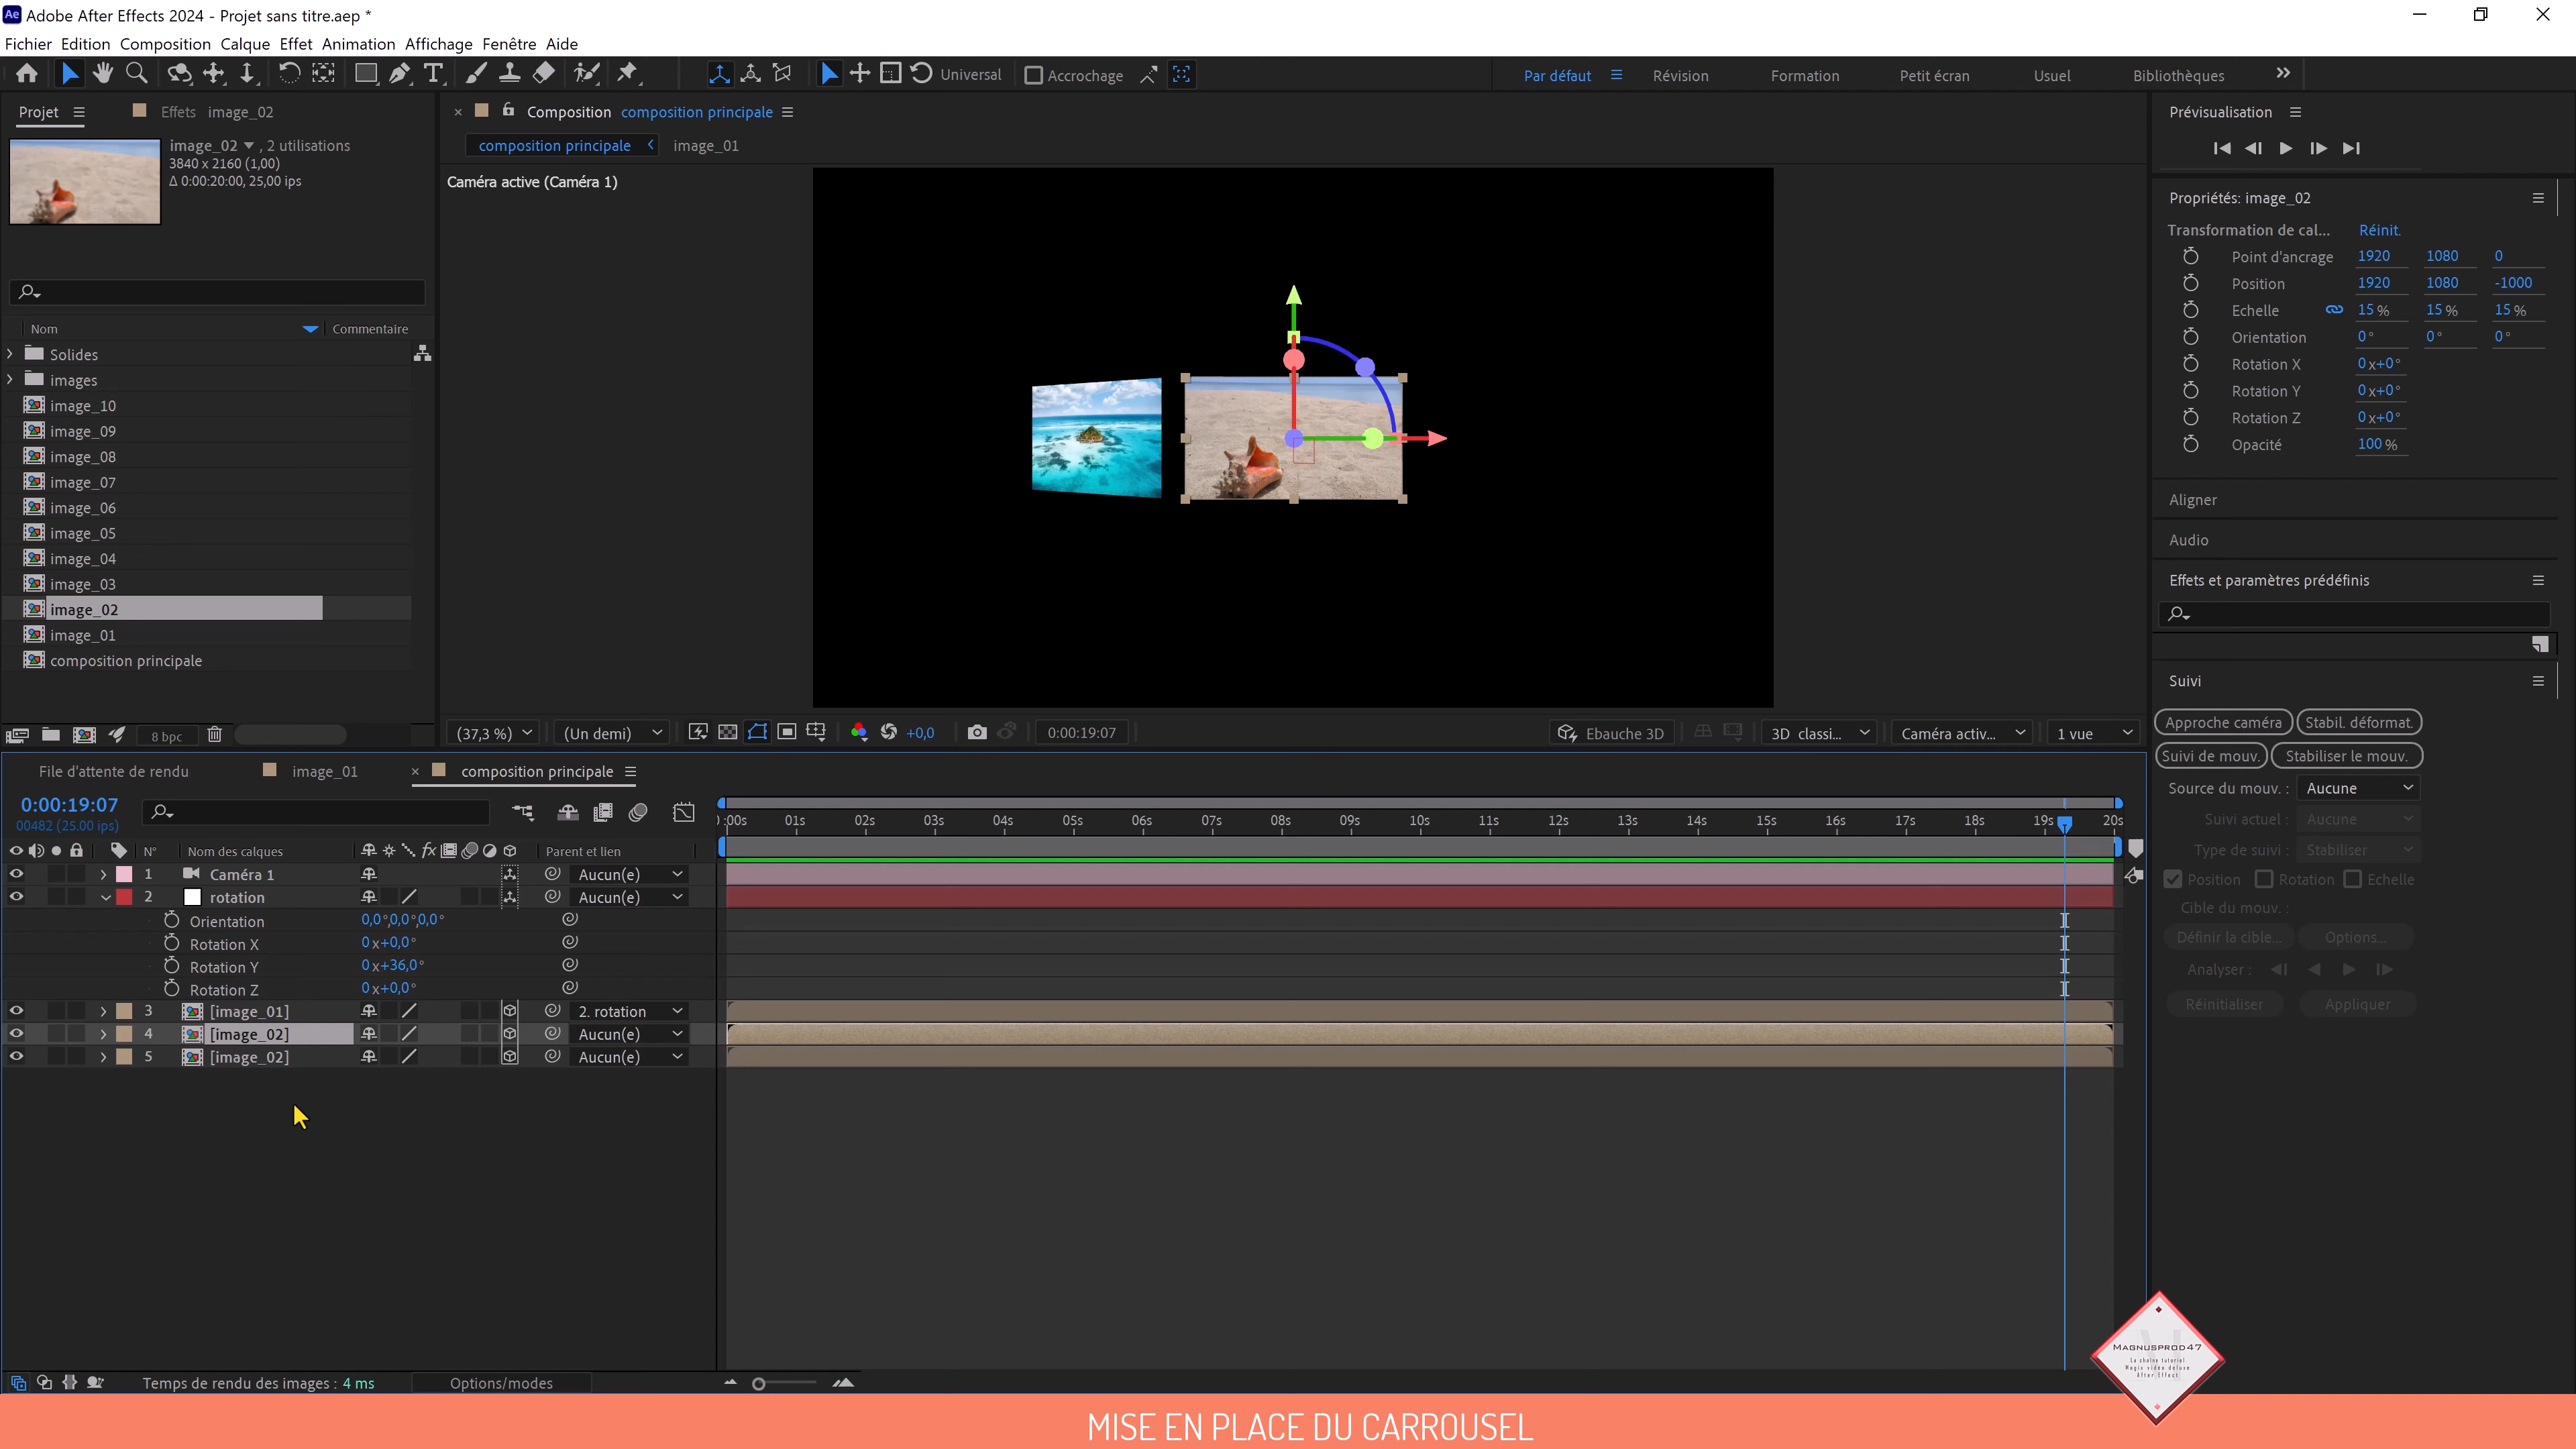 Ae Adobe After Effects 2024 - Projet sans titre.aep *
Fichier Edition Composition Calque Effet Animation Affichage Fenêtre Aide
Universal Accrochage Par défaut Révision Formation Petit écran Usuel Bibliothèques
Projet Effets image_02
image_02 , 2 utilisations
3840 x 2160 (1,00)
Δ 0:00:20:00, 25,00 ips
Nom Commentaire
Solides
images
image_10
image_09
image_08
image_07
image_06
image_05
image_04
image_03
image_02
image_01
composition principale
8 bpc
Composition composition principale
composition principale image_01
Caméra active (Caméra 1)
(37,3 %) (Un demi) +0,0 0:00:19:07 Ebauche 3D 3D classi... Caméra activ... 1 vue
Prévisualisation
Propriétés: image_02
Transformation de cal... Réinit.
Point d'ancrage 1920 1080 0
Position 1920 1080 -1000
Echelle 15 % 15 % 15 %
Orientation 0° 0° 0°
Rotation X 0x+0°
Rotation Y 0x+0°
Rotation Z 0x+0°
Opacité 100 %
Aligner
Audio
Effets et paramètres prédéfinis
Suivi
Approche caméra Stabil. déformat.
Suivi de mouv. Stabiliser le mouv.
Source du mouv. : Aucune
Suivi actuel : Aucune
Type de suivi : Stabiliser
Position Rotation Echelle
Cible du mouv. :
Définir la cible... Options...
Analyser :
Réinitialiser Appliquer
File d'attente de rendu image_01 composition principale
0:00:19:07
00482 (25.00 ips)
:00s 01s 02s 03s 04s 05s 06s 07s 08s 09s 10s 11s 12s 13s 14s 15s 16s 17s 18s 19s 20s
N° Nom des calques fx Parent et lien
1 Caméra 1 Aucun(e)
2 rotation Aucun(e)
Orientation 0,0°,0,0°,0,0°
Rotation X 0x+0,0°
Rotation Y 0x+36,0°
Rotation Z 0x+0,0°
3 [image_01] 2. rotation
4 [image_02] Aucun(e)
5 [image_02] Aucun(e)
Temps de rendu des images : 4 ms Options/modes
MAGNUSPROD47
La chaîne tutoriel
Magix vidéo deluxe
After Effect
MISE EN PLACE DU CARROUSEL